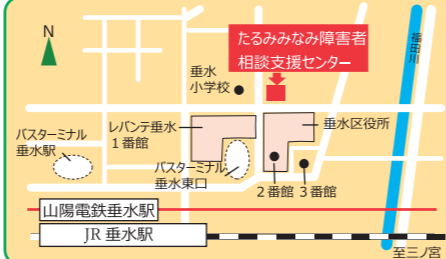 N
たるみみなみ障害者
相談支援センター
福田川
垂水
小学校
レバンテ垂水
1番館
垂水区役所
バスターミナル
垂水駅
バスターミナル
垂水東口
2番館
3番館
山陽電鉄垂水駅
JR 垂水駅
至三ノ宮